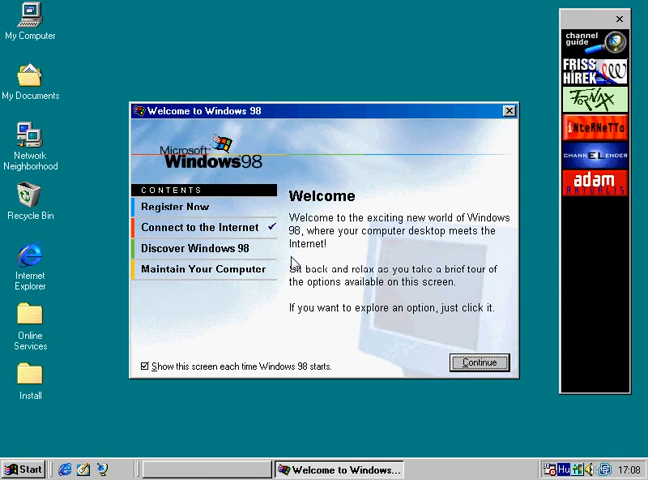 My Computer
My Documents
Network
Neighborhood
Recycle Bin
Internet
Explorer
Online
Services
Install
Welcome to Windows 98
Microsoft
Windows98
CONTENTS
Register Now
Connect to the Internet
Discover Windows 98
Maintain Your Computer
Welcome
Welcome to the exciting new world of Windows
98, where your computer desktop meets the
Internet!
Sit back and relax as you take a brief tour of
the options available on this screen.
If you want to explore an option, just click it.
Show this screen each time Windows 98 starts.
Continue
channel
guide
FRISS
HÍREK
FORNAX
iNteRNeTTo
CHANNELENDER
adam
AKTUALIS
Start
Welcome to Windows...
Hu
17:08